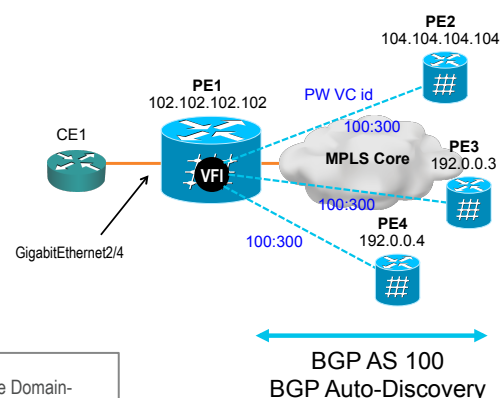 PE2
104.104.104.104
PE1
102.102.102.102
PW VC id
100:300
CE1
MPLS Core
PE3
192.0.0.3
VFI
100:300
PE4
192.0.0.4
100:300
GigabitEthernet2/4
BGP AS 100
BGP Auto-Discovery
e Domain-